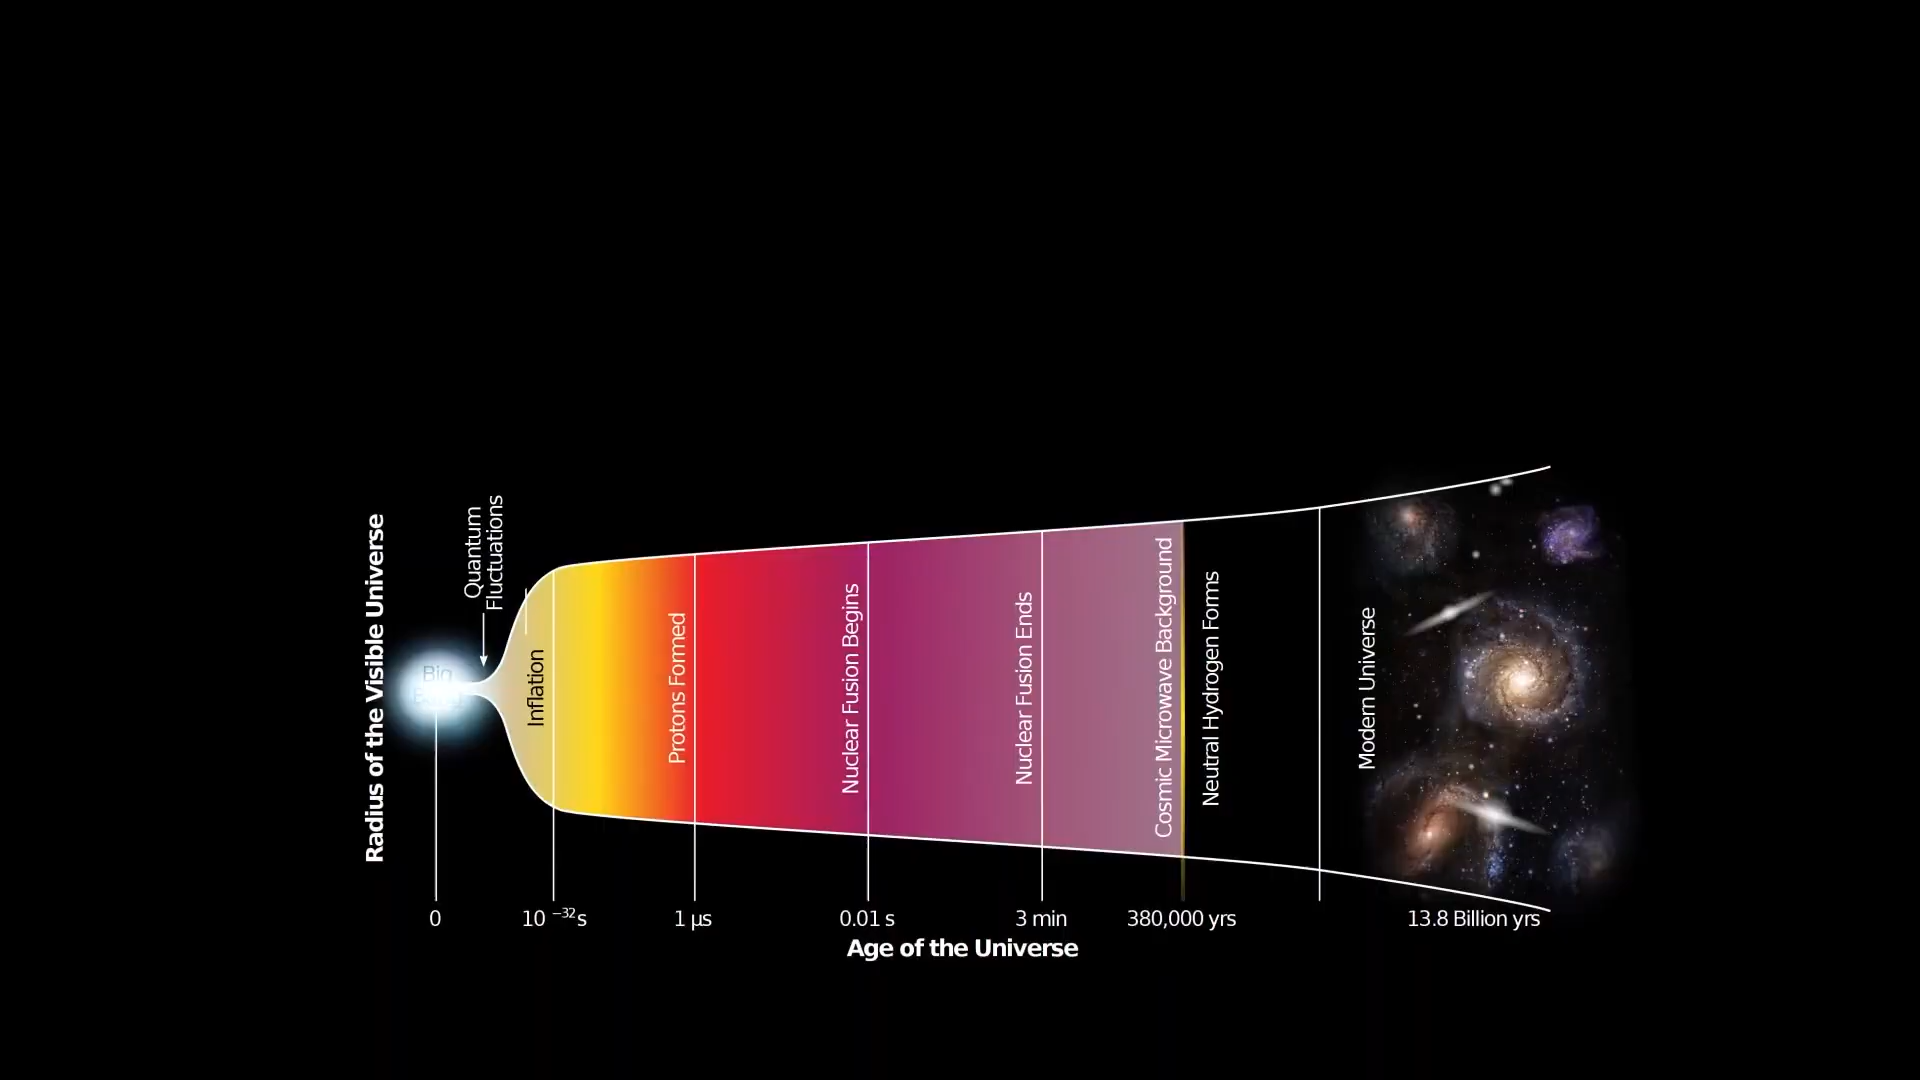 Radius of the Visible Universe
Quantum
Fluctuations
Big
Inflation
Protons Formed
Nuclear Fusion Begins
Nuclear Fusion Ends
Cosmic Microwave Background
Neutral Hydrogen Forms
Modern Universe
0
10 ⁻³²s
1 µs
0.01 s
3 min
380,000 yrs
13.8 Billion yrs
Age of the Universe